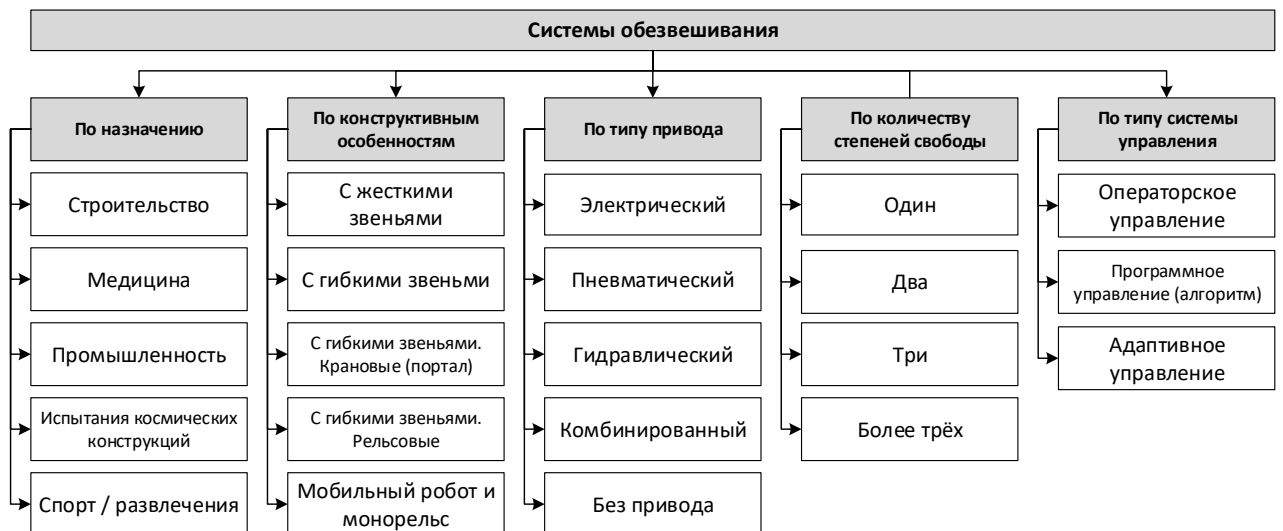 Системы обезвешивания
По назначению
Строительство
Медицина
Промышленность
Испытания космических
конструкций
Спорт / развлечения
По конструктивным
особенностям
С жесткими
звеньями
С гибкими звеньми
С гибкими звеньями.
Крановые (портал)
С гибкими звеньями.
Рельсовые
Мобильный робот и
монорельс
По типу привода
Электрический
Пневматический
Гидравлический
Комбинированный
Без привода
По количеству
степеней свободы
Один
Два
Три
Более трёх
По типу системы
управления
Операторское
управление
Программное
управление (алгоритм)
Адаптивное
управление